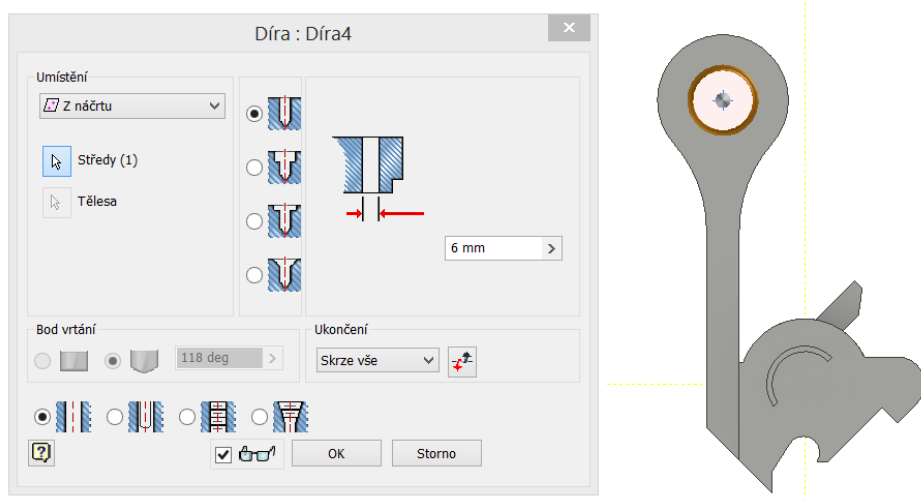 Díra : Díra4
Umístění
Z náčrtu
Středy (1)
Tělesa
6 mm
Bod vrtání
118 deg
Ukončení
Skrze vše
OK
Storno